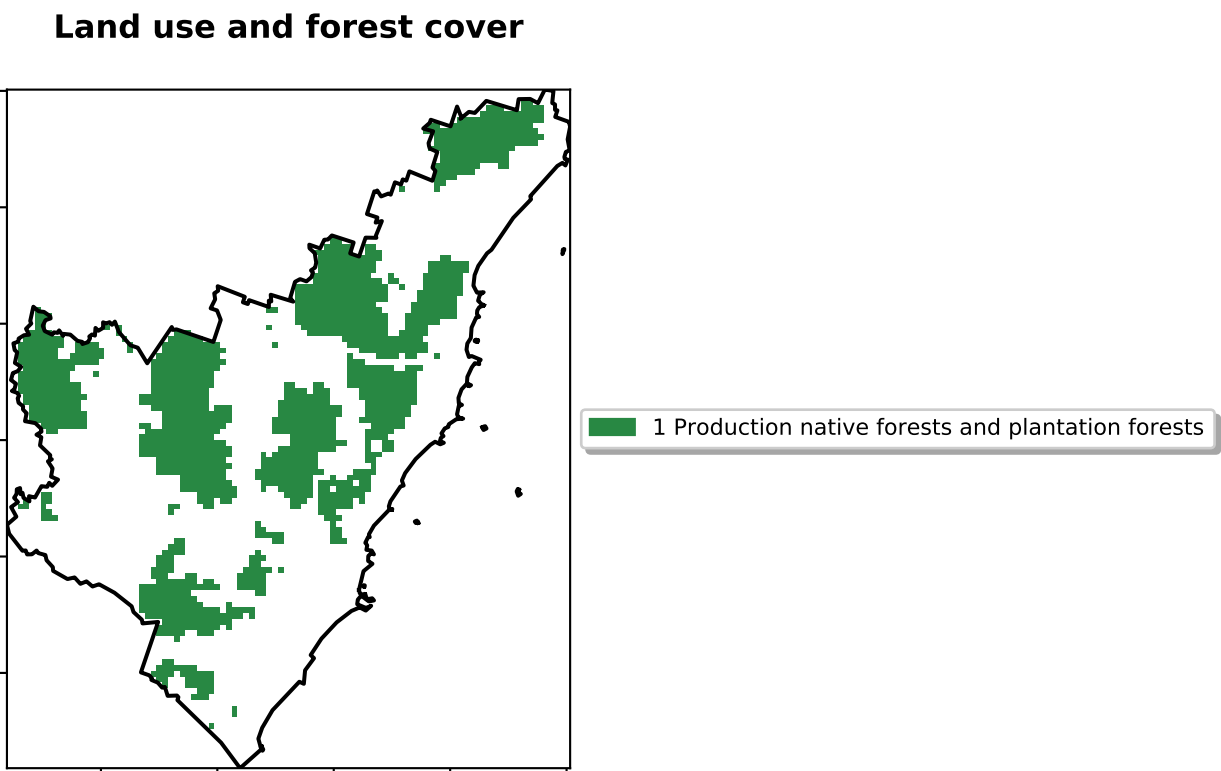 Land use and forest cover
1 Production native forests and plantation forests